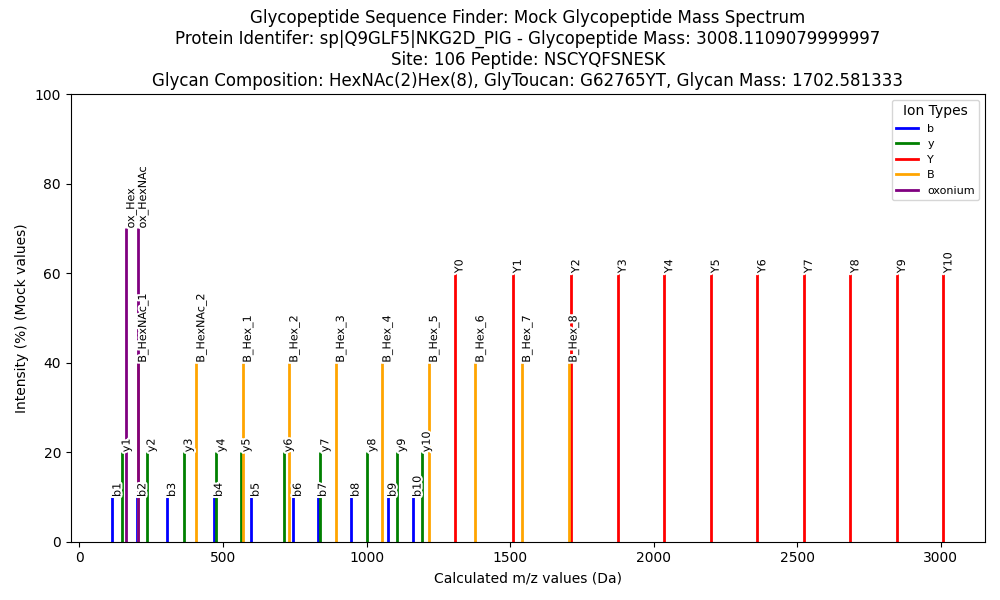 Glycopeptide Sequence Finder: Mock Glycopeptide Mass Spectrum
Protein Identifer: sp|Q9GLF5|NKG2D_PIG - Glycopeptide Mass: 3008.1109079999997
Site: 106 Peptide: NSCYQFSNESK
Glycan Composition: HexNAc(2)Hex(8), GlyToucan: G62765YT, Glycan Mass: 1702.581333
Intensity (%) (Mock values)
100
80
60
40
20
0
Ion Types
b
y
Y
B
oxonium
ox_Hex
ox_HexNAc
Y0
Y1
Y2
Y3
Y4
Y5
Y6
Y7
Y8
Y9
Y10
B_HexNAc_1
B_HexNAc_2
B_Hex_1
B_Hex_2
B_Hex_3
B_Hex_4
B_Hex_5
B_Hex_6
B_Hex_7
B_Hex_8
y1
y2
y3
y4
y5
y6
y7
y8
y9
y10
b1
b2
b3
b4
b5
b6
b7
b8
b9
b10
0
500
1000
1500
2000
2500
3000
Calculated m/z values (Da)